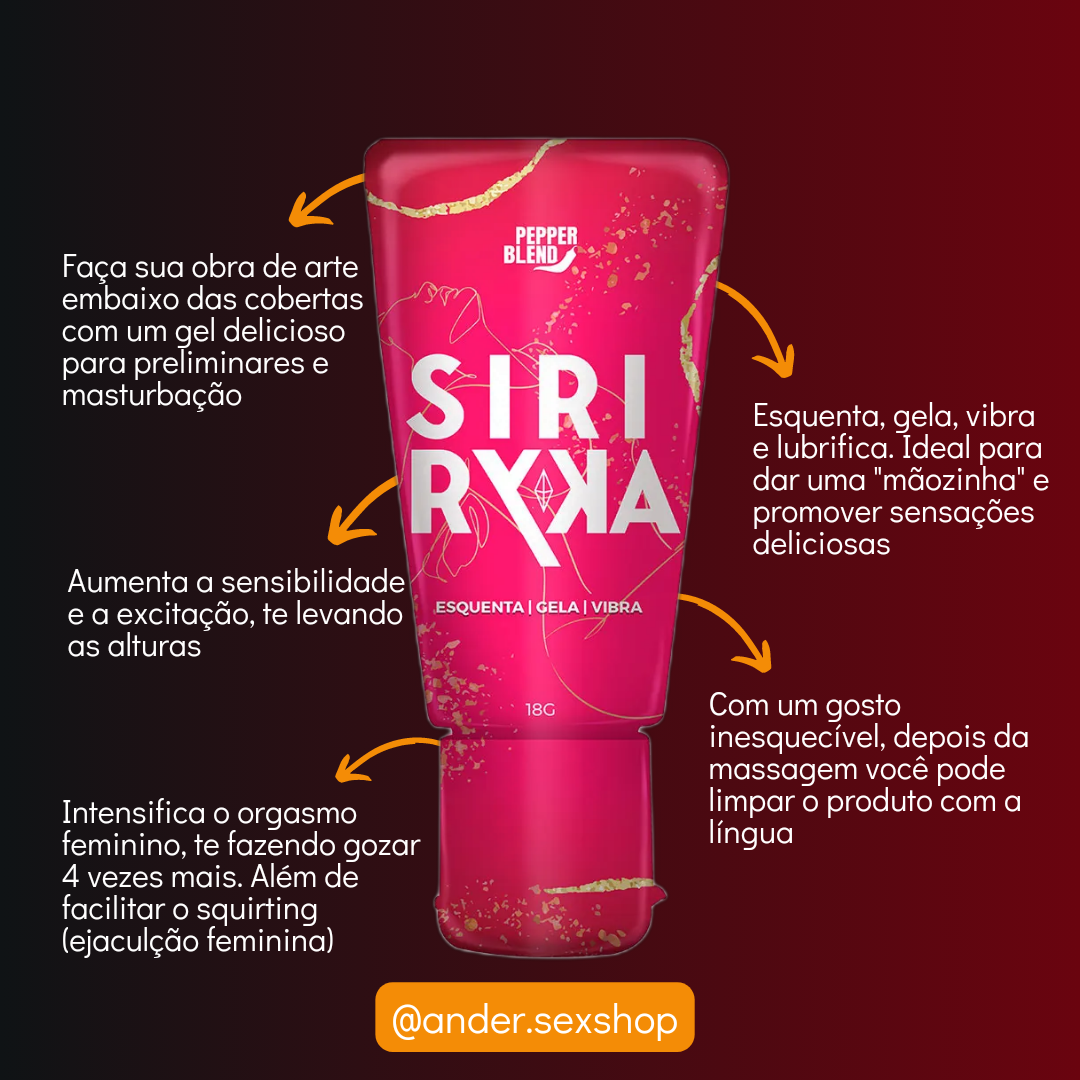 PEPPER
BLEND
SIRI
RYKA
ESQUENTA | GELA | VIBRA
18G
Faça sua obra de arte
embaixo das cobertas
com um gel delicioso
para preliminares e
masturbação
Esquenta, gela, vibra
e lubrifica. Ideal para
dar uma "mãozinha" e
promover sensações
deliciosas
Aumenta a sensibilidade
e a excitação, te levando
as alturas
Com um gosto
inesquecível, depois da
massagem você pode
limpar o produto com a
língua
Intensifica o orgasmo
feminino, te fazendo gozar
4 vezes mais. Além de
facilitar o squirting
(ejaculção feminina)
@ander.sexshop